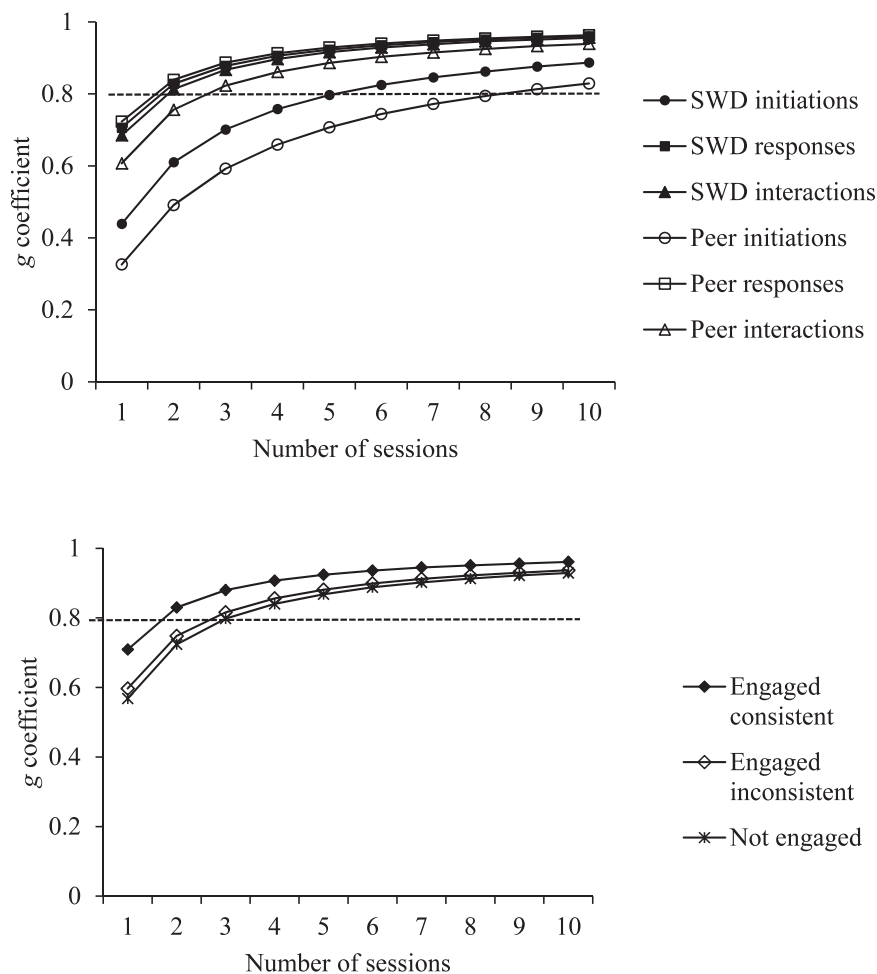 1
0.8
0.6
0.4
0.2
0
g coefficient
1 2 3 4 5 6 7 8 9 10
Number of sessions
SWD initiations
SWD responses
SWD interactions
Peer initiations
Peer responses
Peer interactions
1
0.8
0.6
0.4
0.2
0
g coefficient
1 2 3 4 5 6 7 8 9 10
Number of sessions
Engaged
consistent
Engaged
inconsistent
Not engaged